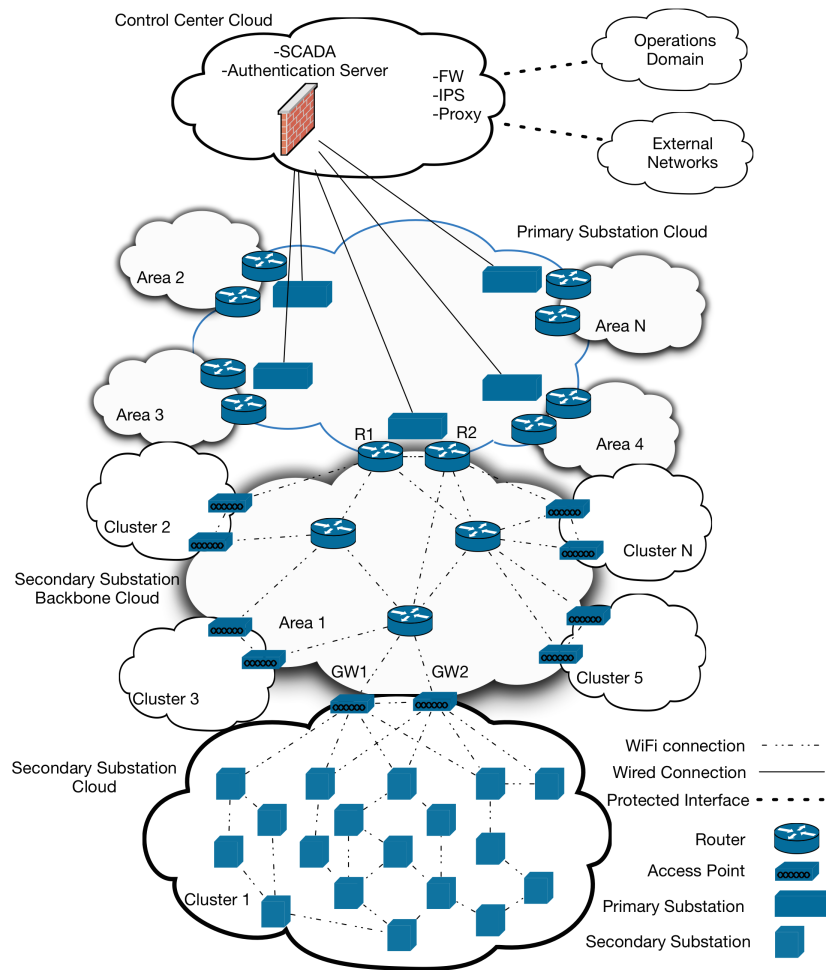 Control Center Cloud
-SCADA
-Authentication Server
-FW
-IPS
-Proxy
Operations
Domain
External
Networks
Primary Substation Cloud
Area 2
Area N
Area 3
Area 4
R1
R2
Cluster 2
Cluster N
Secondary Substation
Backbone Cloud
Area 1
Cluster 3
Cluster 5
GW1
GW2
Secondary Substation
Cloud
Cluster 1
WiFi connection
Wired Connection
Protected Interface
Router
Access Point
Primary Substation
Secondary Substation